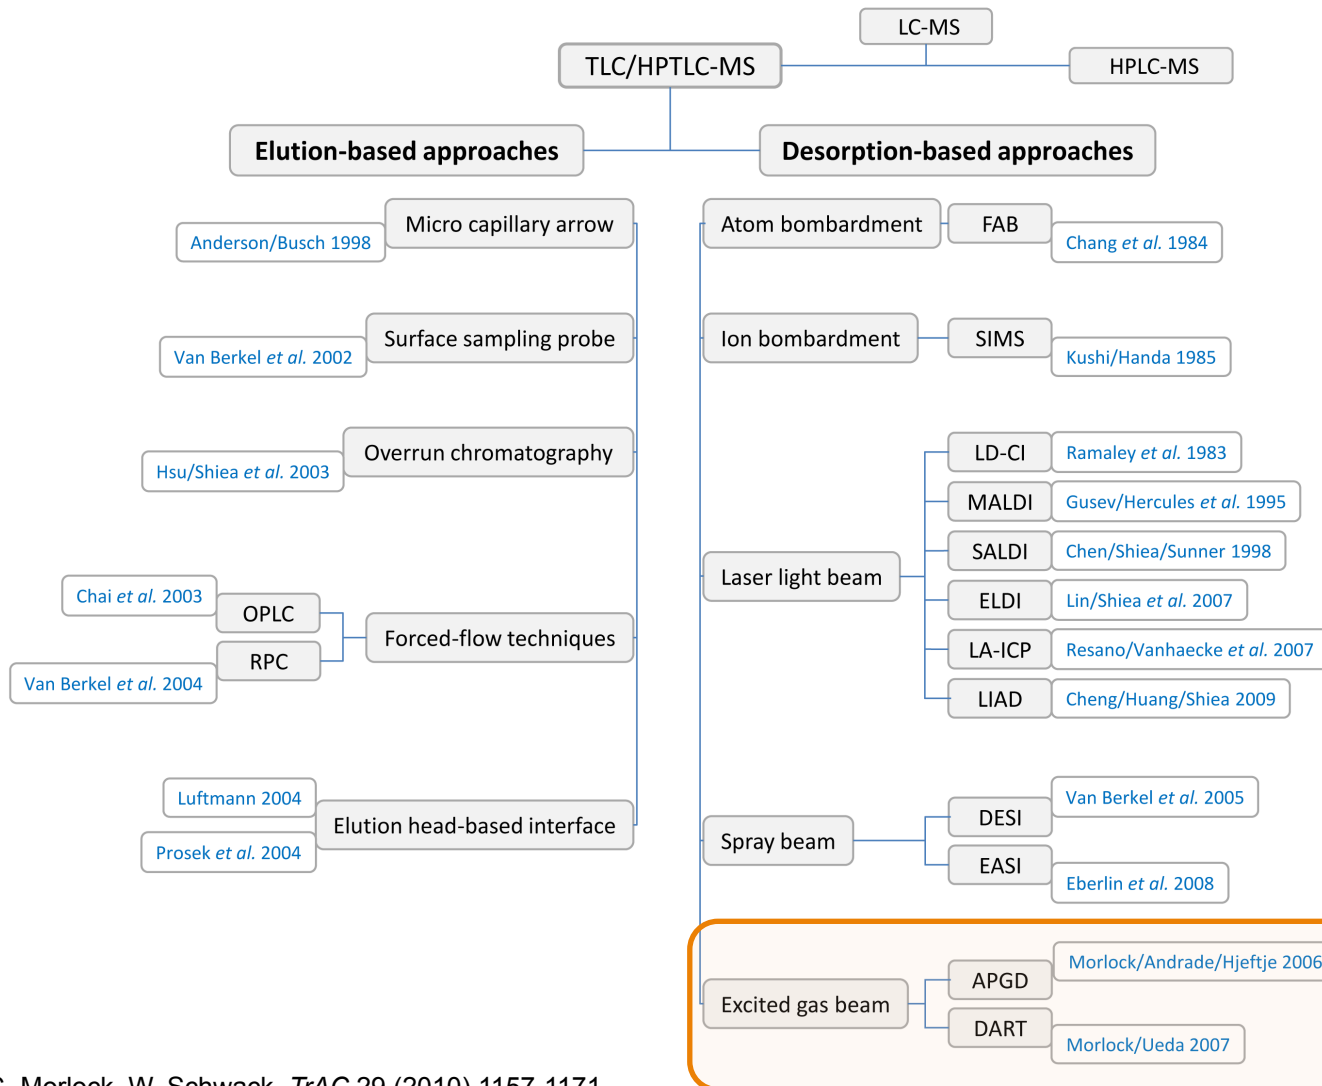 LC-MS
TLC/HPTLC-MS
HPLC-MS
Elution-based approaches
Desorption-based approaches
Micro capillary arrow
Anderson/Busch 1998
Surface sampling probe
Van Berkel et al. 2002
Overrun chromatography
Hsu/Shiea et al. 2003
Chai et al. 2003
OPLC
Forced-flow techniques
RPC
Van Berkel et al. 2004
Luftmann 2004
Elution head-based interface
Prosek et al. 2004
Atom bombardment
FAB
Chang et al. 1984
Ion bombardment
SIMS
Kushi/Handa 1985
Laser light beam
LD-CI
Ramaley et al. 1983
MALDI
Gusev/Hercules et al. 1995
SALDI
Chen/Shiea/Sunner 1998
ELDI
Lin/Shiea et al. 2007
LA-ICP
Resano/Vanhaecke et al. 2007
LIAD
Cheng/Huang/Shiea 2009
Spray beam
DESI
Van Berkel et al. 2005
EASI
Eberlin et al. 2008
Excited gas beam
APGD
Morlock/Andrade/Hjeftje 2006
DART
Morlock/Ueda 2007
Morlock, W. Schwack, TrAC 29 (2010) 1157-1171